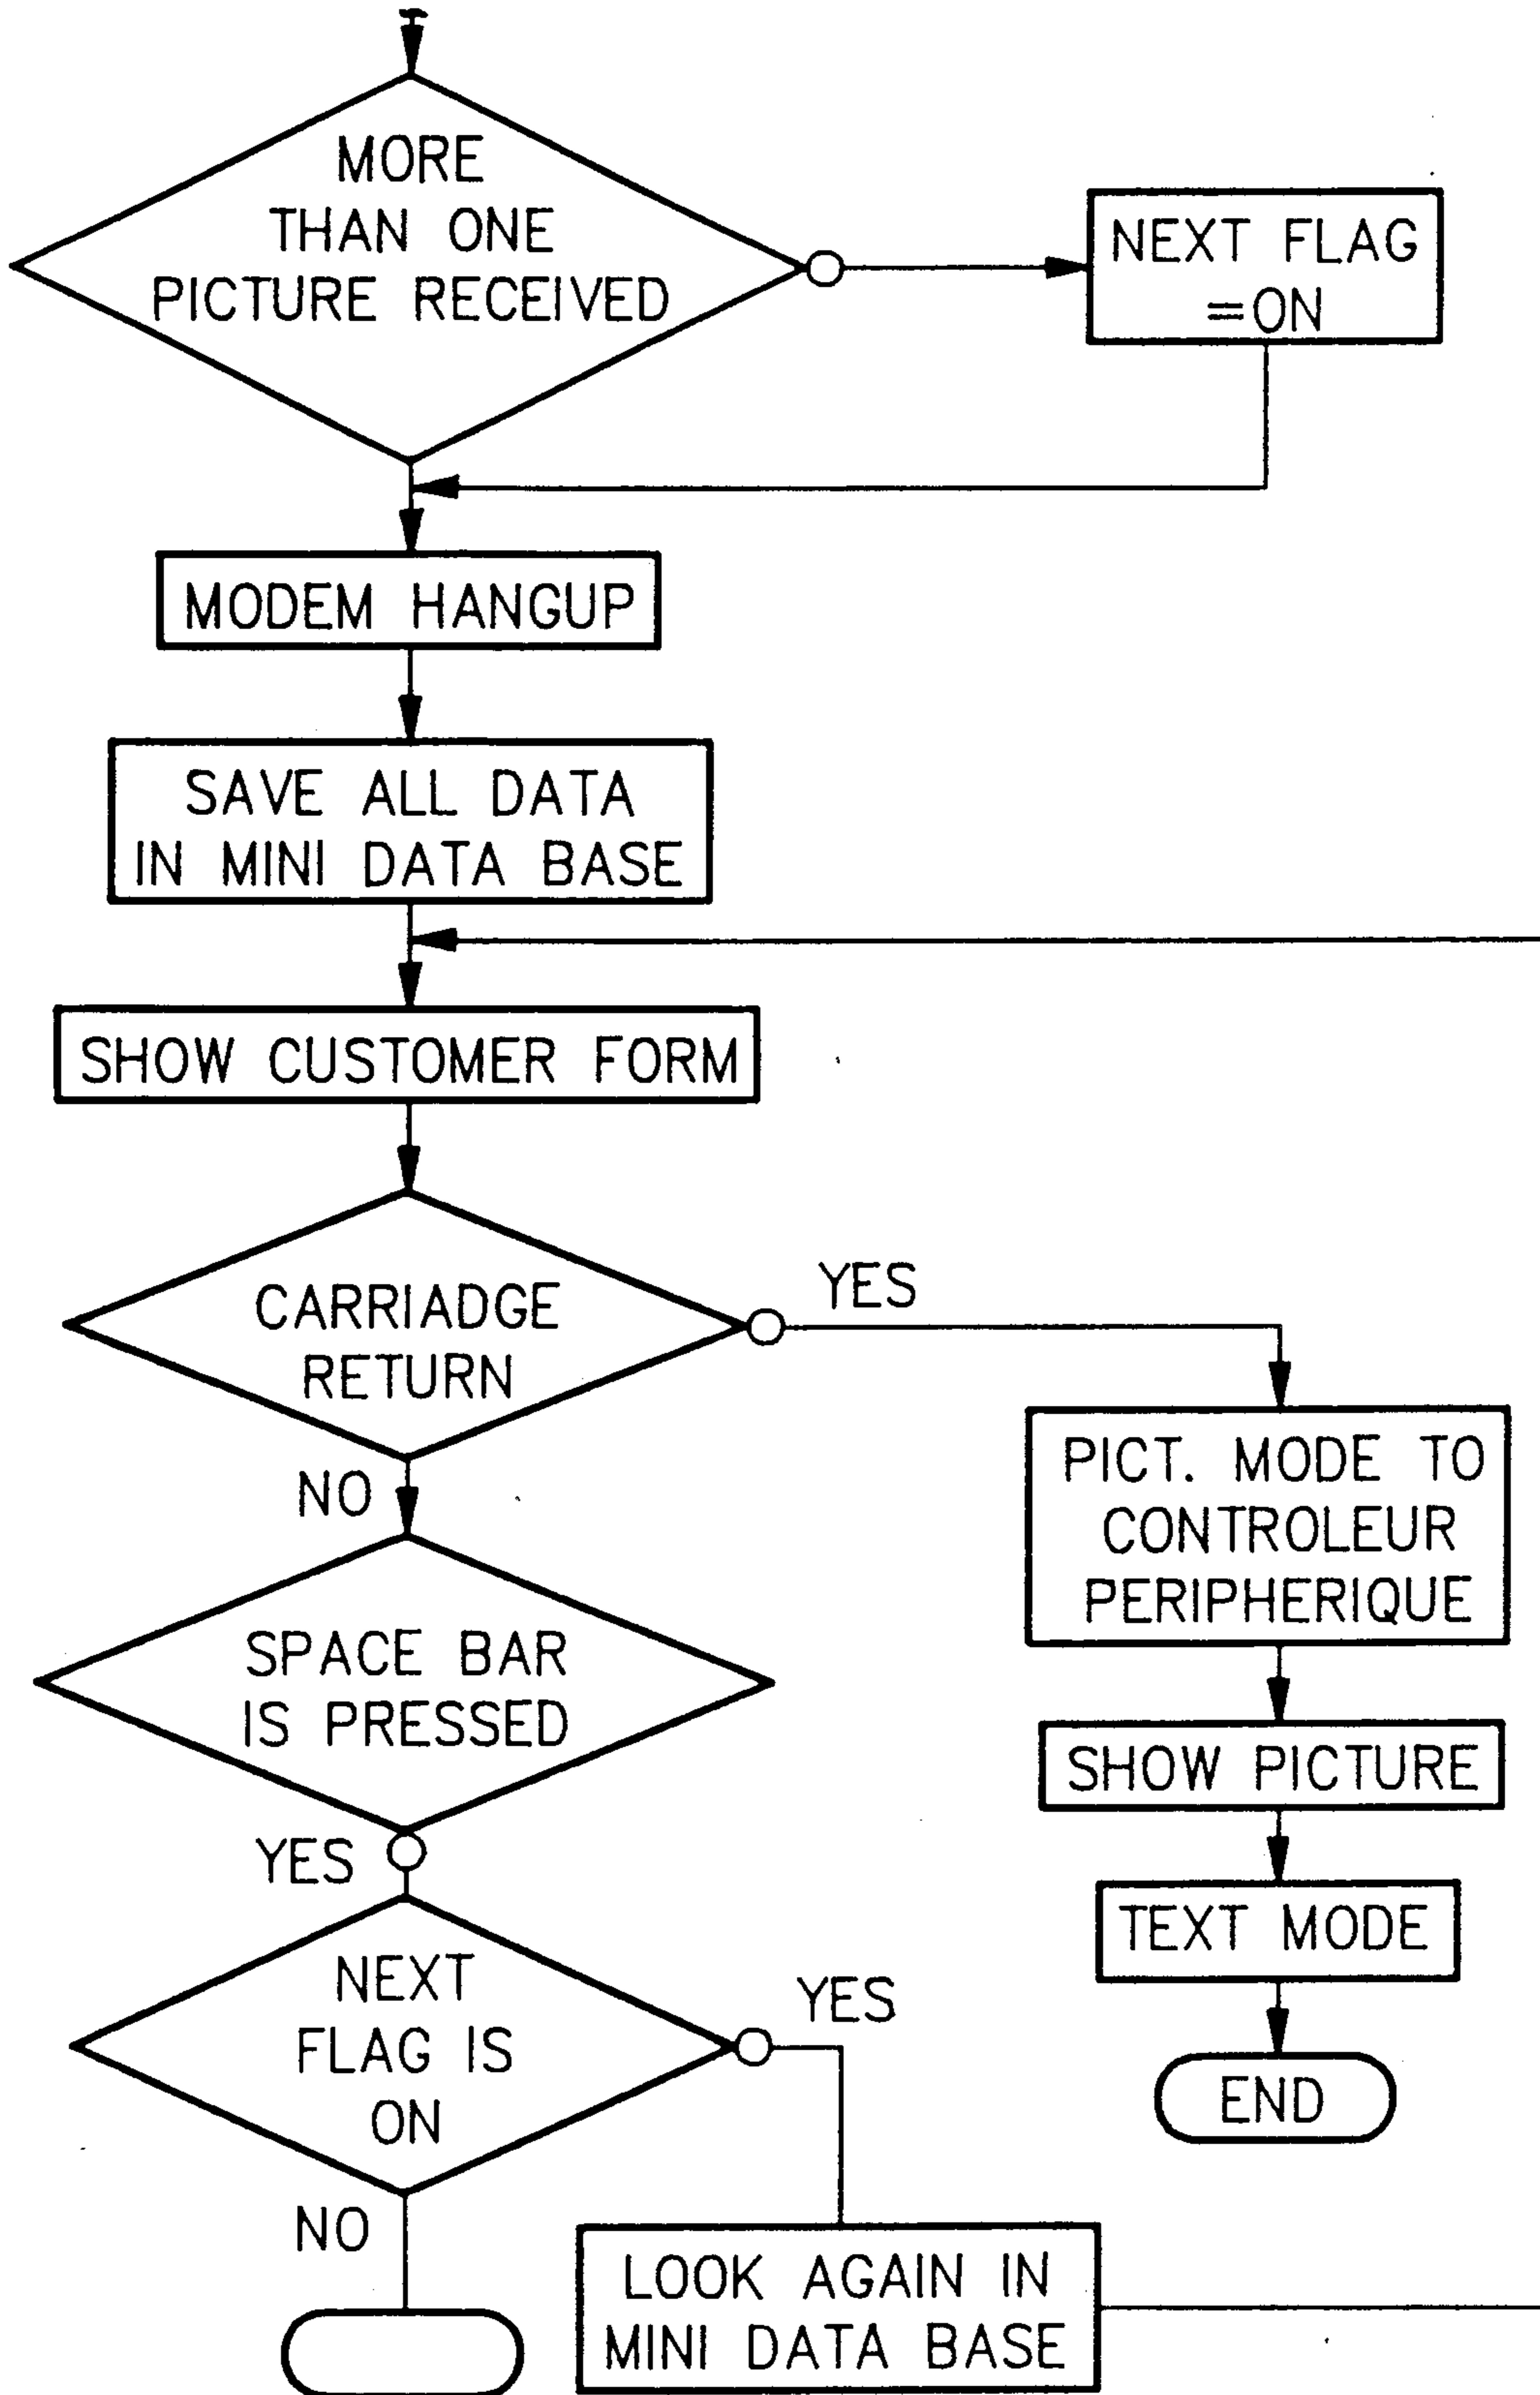 MORE
THAN ONE
PICTURE RECEIVED
NEXT FLAG
=ON
MODEM HANGUP
SAVE ALL DATA
IN MINI DATA BASE
SHOW CUSTOMER FORM
CARRIADGE
RETURN
YES
NO
PICT. MODE TO
CONTROLEUR
PERIPHERIQUE
SPACE BAR
IS PRESSED
SHOW PICTURE
YES
TEXT MODE
NEXT
FLAG IS
ON
YES
END
NO
LOOK AGAIN IN
MINI DATA BASE